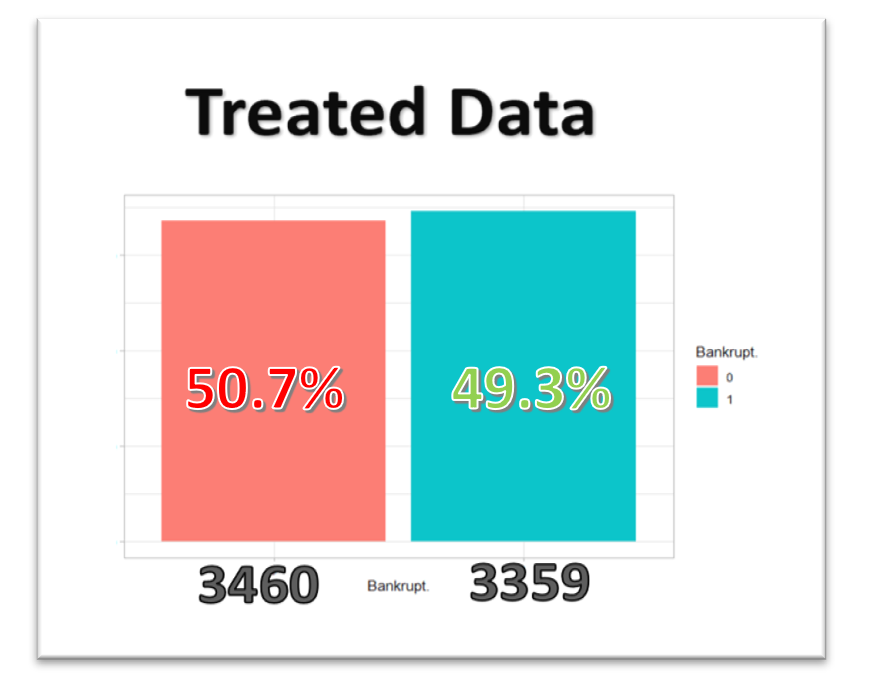 Treated Data
50.7%
49.3%
Bankrupt.
0
1
3460
Bankrupt.
3359